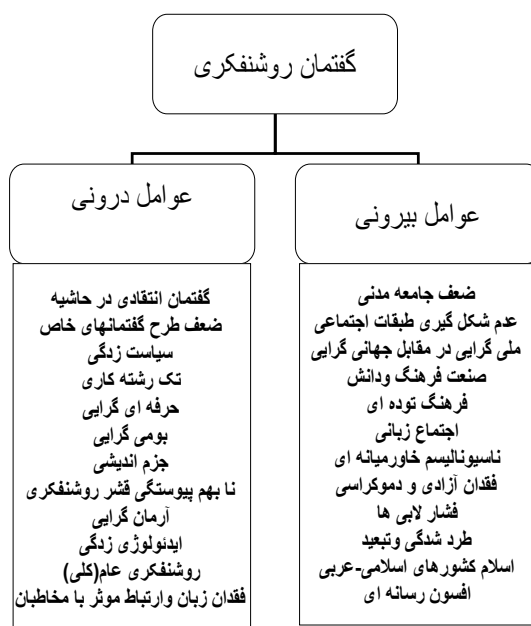 گفتمان روشنفکری
عوامل بیرونی
ضعف جامعه مدنی
عدم شکل گیری طبقات اجتماعی
ملی گرایی در مقابل جهانی گرایی
صنعت فرهنگ ودانش
فرهنگ توده ای
اجتماع زبانی
ناسیونالیسم خاورمیانه ای
فقدان آزادی و دموکراسی
فشار لابی ها
طرد شدگی وتبعید
اسلام کشورهای اسلامی-عربی
افسون رسانه ای
عوامل درونی
گفتمان انتقادی در حاشیه
ضعف طرح گفتمانهای خاص
سیاست زدگی
تک رشته کاری
حرفه ای گرایی
بومی گرایی
جزم اندیشی
نا بهم پیوستگی قشر روشنفکری
آرمان گرایی
ایدئولوژی زدگی
روشنفکری عام(کلی)
فقدان زبان وارتباط موثر با مخاطبان